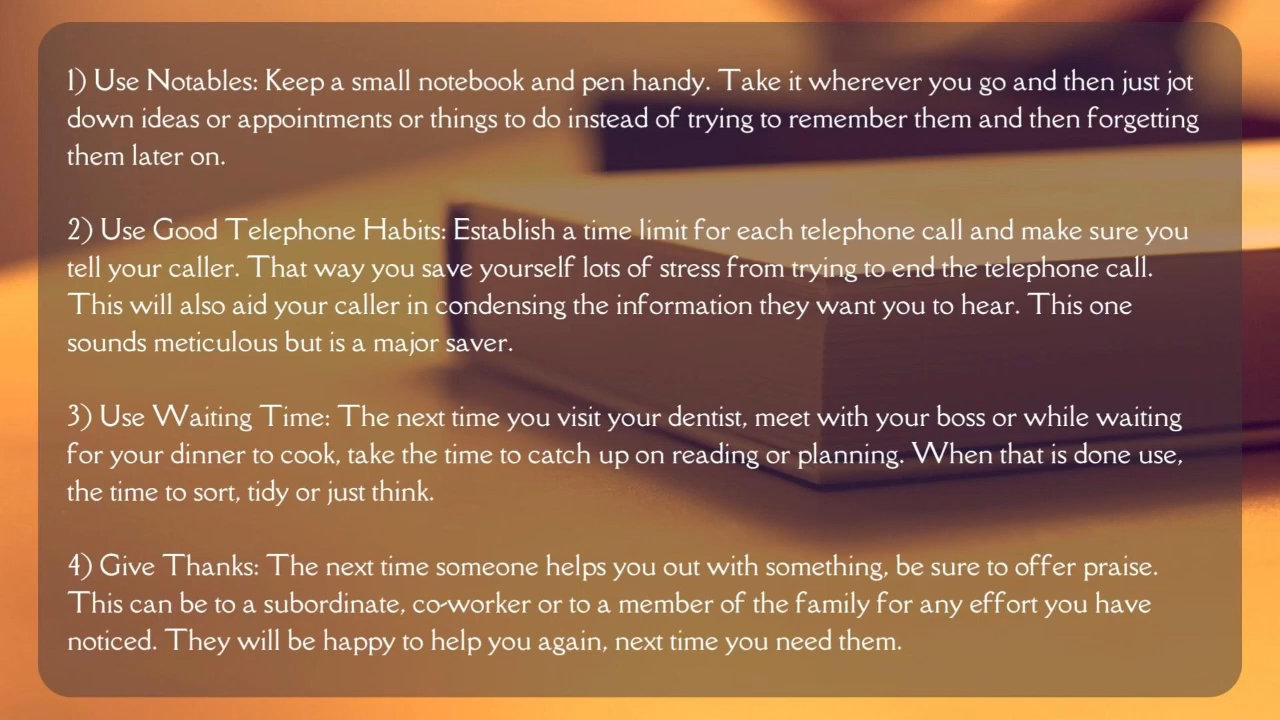 1) Use Notables: Keep a small notebook and pen handy. Take it wherever you go and then just jot
down ideas or appointments or things to do instead of trying to remember them and then forgetting
them later on.
2) Use Good Telephone Habits: Establish a time limit for each telephone call and make sure you
tell your caller. That way you save yourself lots of stress from trying to end the telephone call.
This will also aid your caller in condensing the information they want you to hear. This one
sounds meticulous but is a major saver.
3) Use Waiting Time: The next time you visit your dentist, meet with your boss or while waiting
for your dinner to cook, take the time to catch up on reading or planning. When that is done use,
the time to sort, tidy or just think.
4) Give Thanks: The next time someone helps you out with something, be sure to offer praise.
This can be to a subordinate, co-worker or to a member of the family for any effort you have
noticed. They will be happy to help you again, next time you need them.